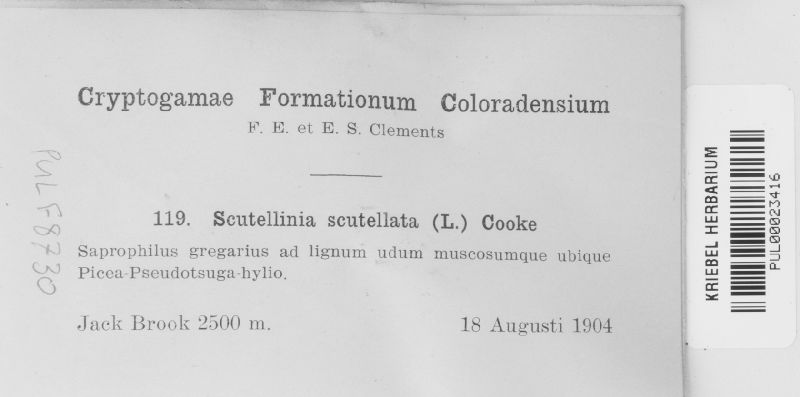 Cryptogamae Formationum Coloradensium
F. E. et E. S. Clements
119. Scutellinia scutellata (L.) Cooke
Saprophilus gregarius ad lignum udum muscosumque ubique
Picea-Pseudotsuga-hylio.
Jack Brook 2500 m. 18 Augusti 1904
PUL F8730
KRIEBEL HERBARIUM
PUL00023416